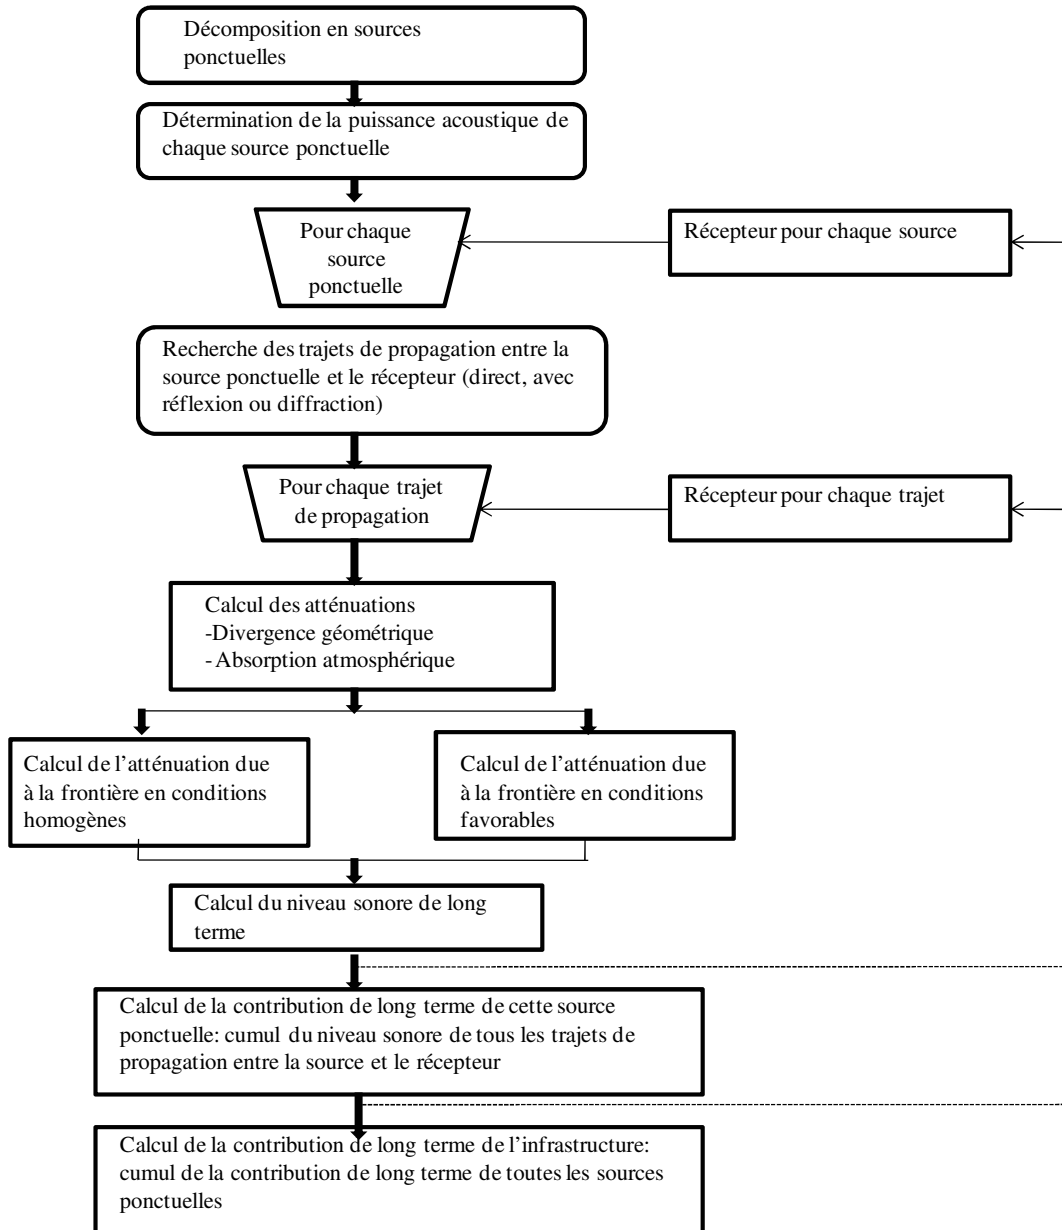 Décomposition en sources
ponctuelles
Détermination de la puissance acoustique de
chaque source ponctuelle
Pour chaque
source
ponctuelle
Récepteur pour chaque source
Recherche des trajets de propagation entre la
source ponctuelle et le récepteur (direct, avec
réflexion ou diffraction)
Pour chaque trajet
de propagation
Récepteur pour chaque trajet
Calcul des atténuations
-Divergence géométrique
- Absorption atmosphérique
Calcul de l’atténuation due
à la frontière en conditions
homogènes
Calcul de l’atténuation due
à la frontière en conditions
favorables
Calcul du niveau sonore de long
terme
Calcul de la contribution de long terme de cette source
ponctuelle: cumul du niveau sonore de tous les trajets de
propagation entre la source et le récepteur
Calcul de la contribution de long terme de l’infrastructure:
cumul de la contribution de long terme de toutes les sources
ponctuelles